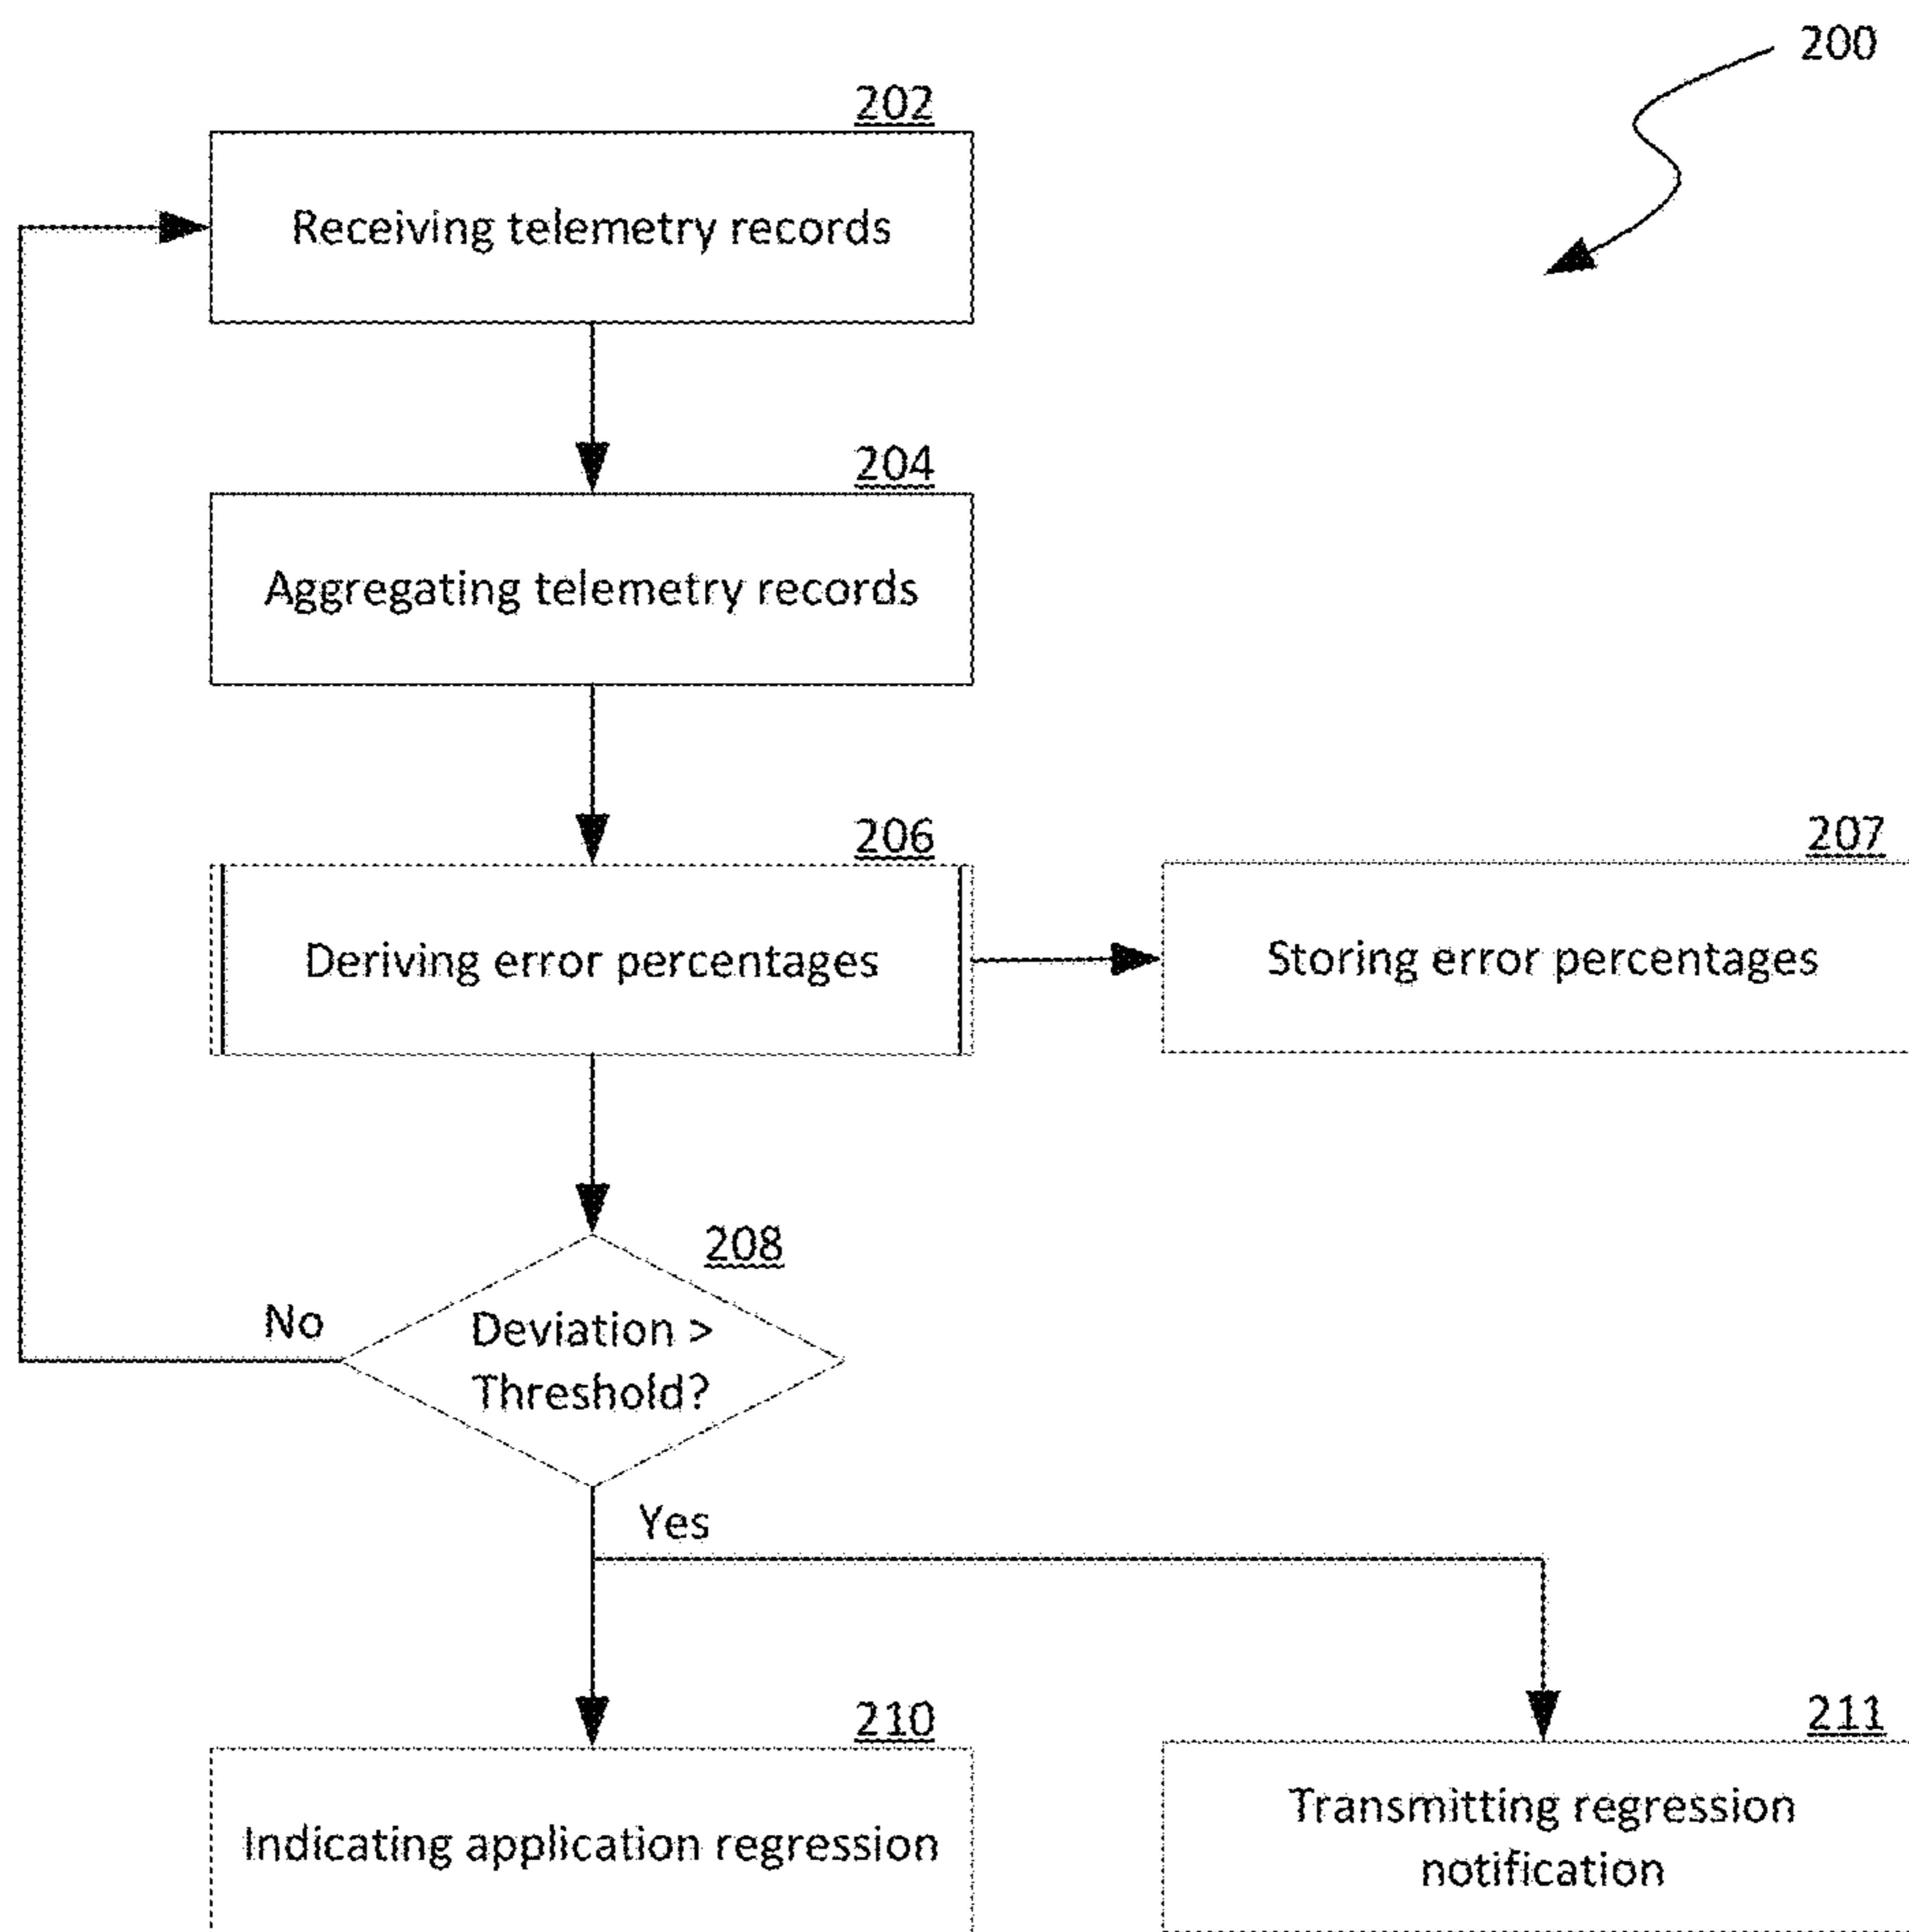 200
202
Receiving telemetry records
204
Aggregating telemetry records
206
Deriving error percentages
207
Storing error percentages
208
Deviation >
Threshold?
No
Yes
210
Indicating application regression
211
Transmitting regression
notification